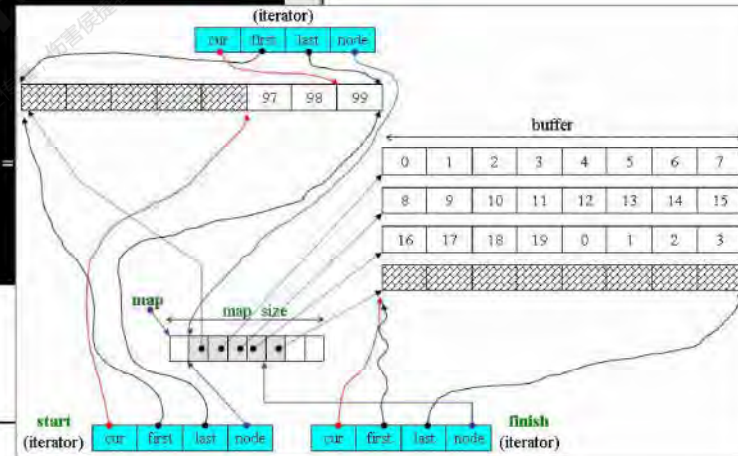 (iterator)
cur first last node
97 98 99
buffer
0 1 2 3 4 5 6 7
8 9 10 11 12 13 14 15
16 17 18 19 0 1 2 3
map
map size
start
(iterator)
cur first last node
cur first last node
finish
(iterator)